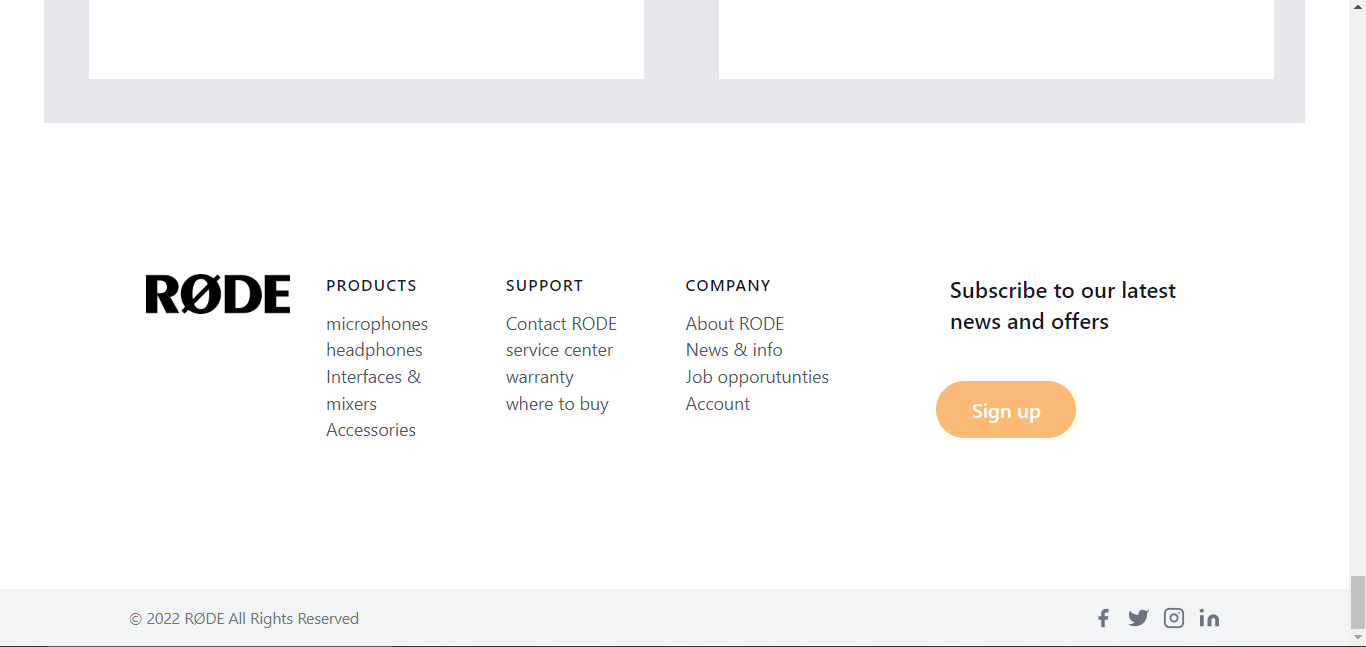 RØDE
PRODUCTS
microphones
headphones
Interfaces &
mixers
Accessories
SUPPORT
Contact RODE
service center
warranty
where to buy
COMPANY
About RODE
News & info
Job opporutunties
Account
Subscribe to our latest
news and offers
Sign up
© 2022 RØDE All Rights Reserved